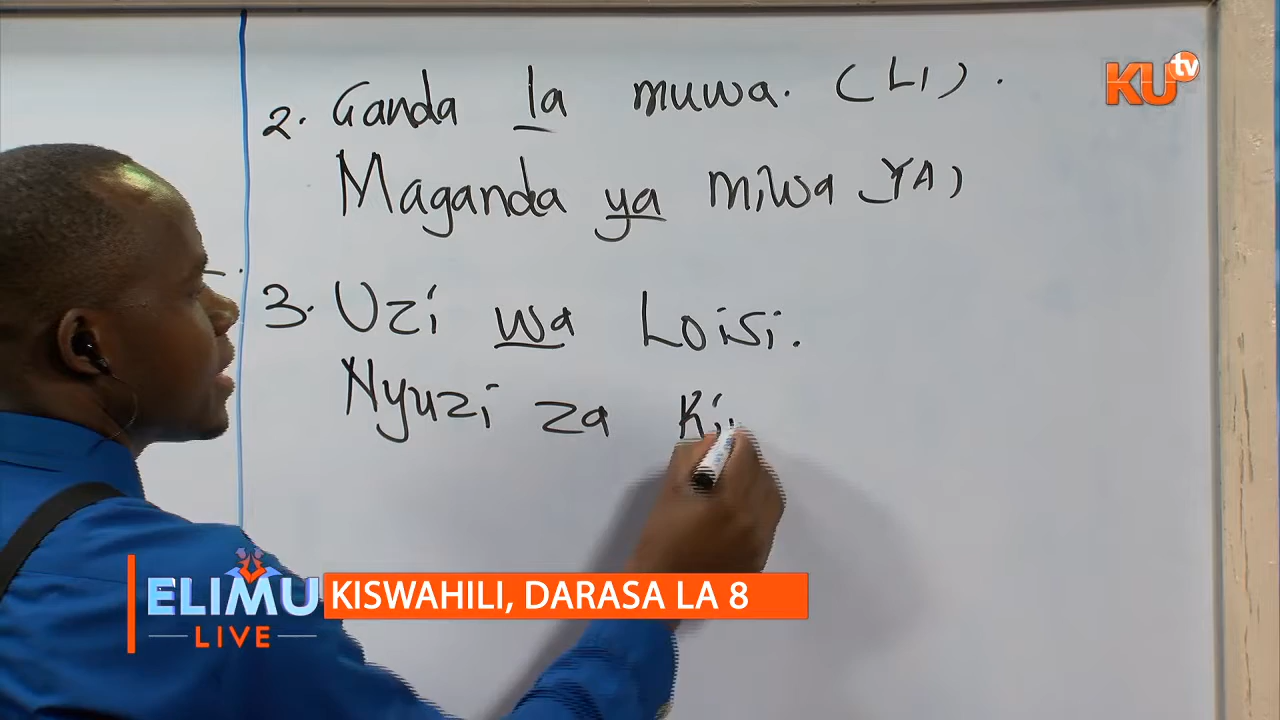 2. Ganda la muwa. (LI).
Maganda ya miwa (YA)
3. Uzi wa Loisi.
Nyuzi za
KU tv
ELIMU LIVE
KISWAHILI, DARASA LA 8